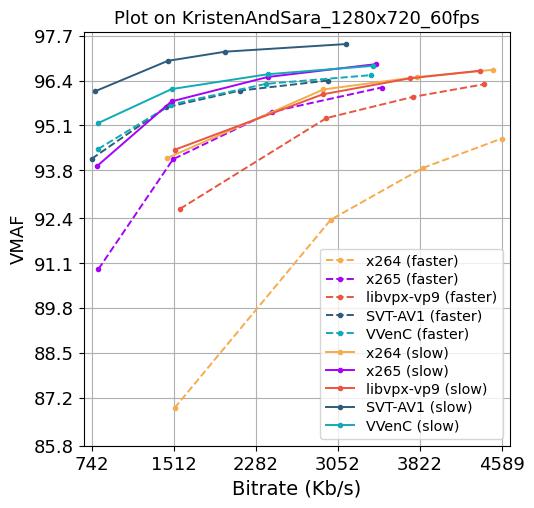 Plot on KristenAndSara_1280x720_60fps
97.7
96.4
95.1
93.8
92.4
91.1
89.8
88.5
87.2
85.8
VMAF
x264 (faster)
x265 (faster)
libvpx-vp9 (faster)
SVT-AV1 (faster)
VVenC (faster)
x264 (slow)
x265 (slow)
libvpx-vp9 (slow)
SVT-AV1 (slow)
VVenC (slow)
742 1512 2282 3052 3822 4589
Bitrate (Kb/s)